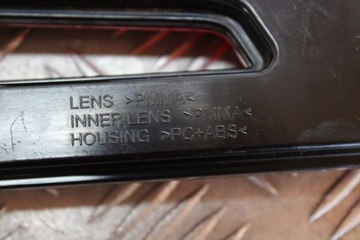 LENS >PMMA<
INNER LENS >PMMA<
HOUSING >PC+ABS<